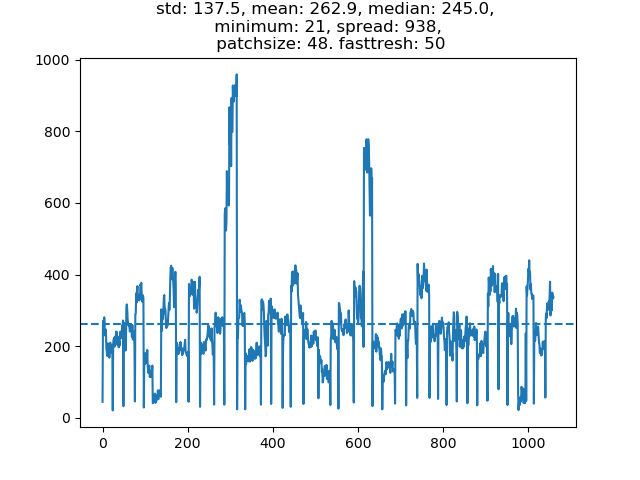 std: 137.5, mean: 262.9, median: 245.0,
minimum: 21, spread: 938,
patchsize: 48. fasttresh: 50
1000
800
600
400
200
0
0 200 400 600 800 1000